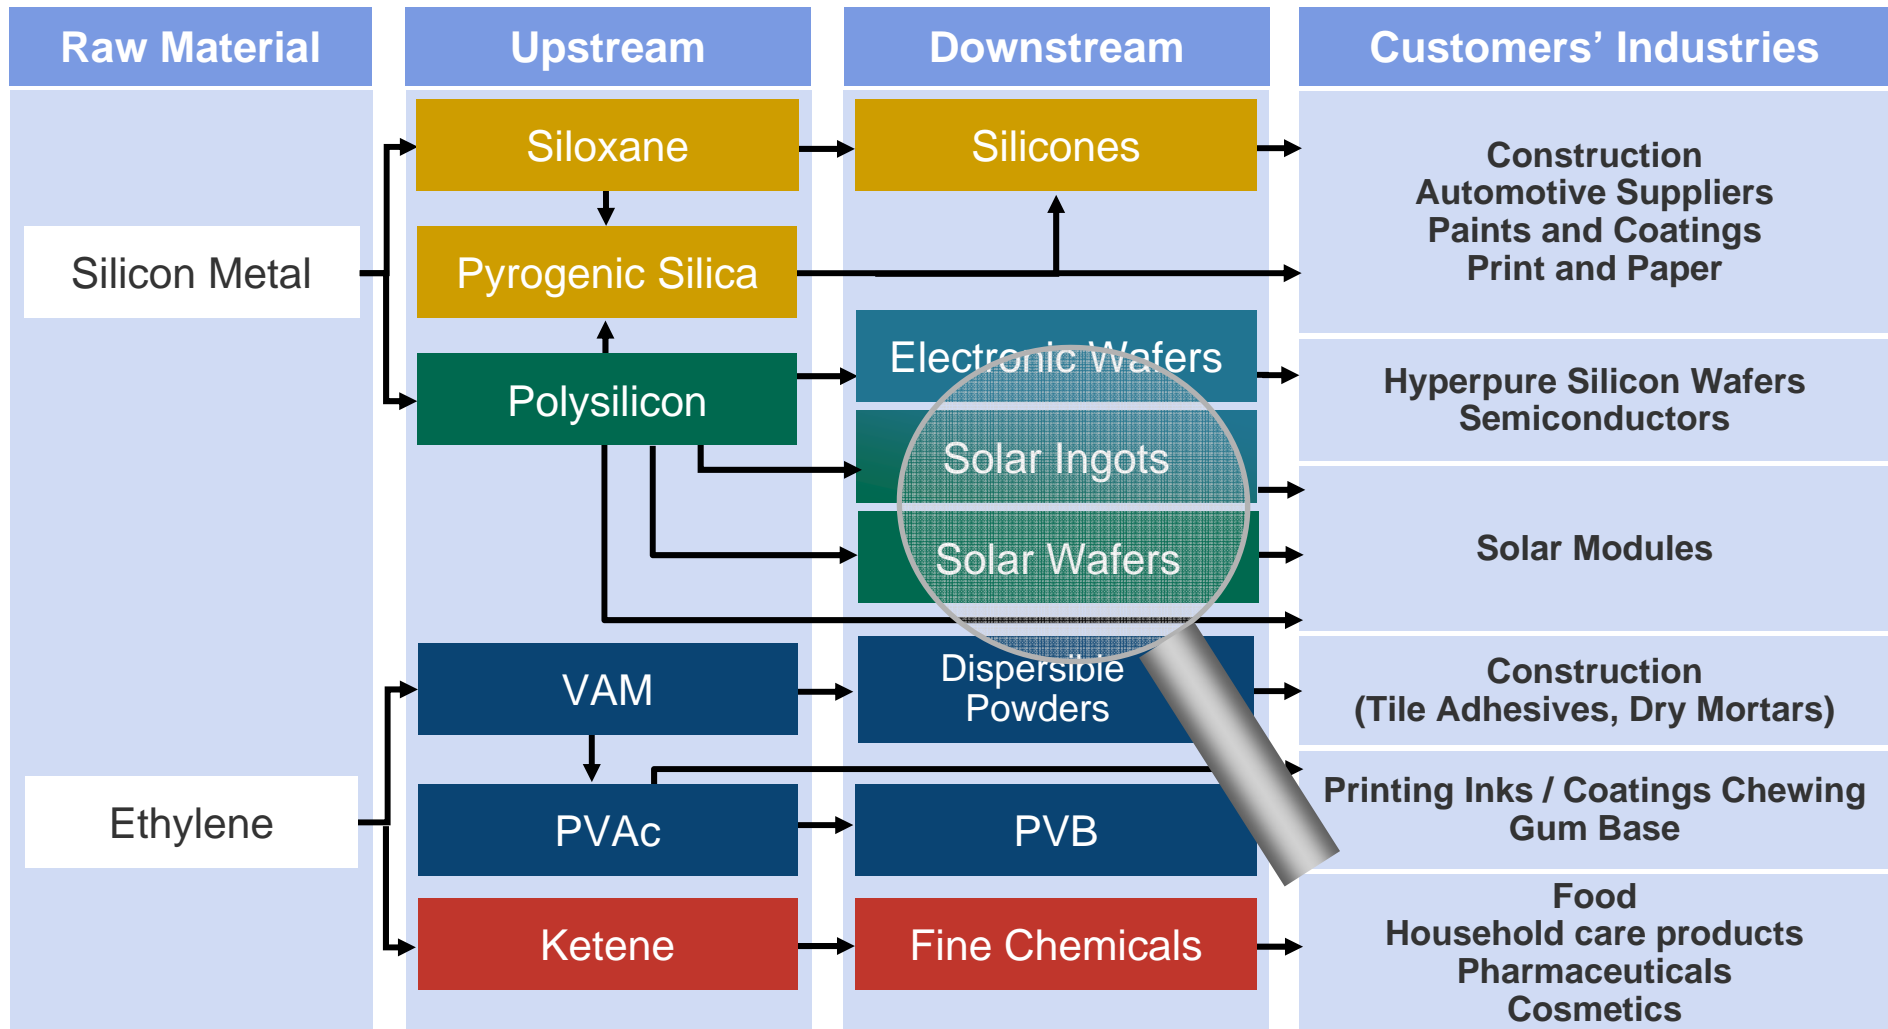 Raw Material
Upstream
Downstream
Customers’ Industries
Silicon Metal
Siloxane
Silicones
Construction
Automotive Suppliers
Paints and Coatings
Print and Paper
Pyrogenic Silica
Polysilicon
Electronic Wafers
Hyperpure Silicon Wafers
Semiconductors
Solar Ingots
Solar Wafers
Solar Modules
Ethylene
VAM
Dispersible
Powders
Construction
(Tile Adhesives, Dry Mortars)
PVAc
PVB
Printing Inks / Coatings Chewing
Gum Base
Ketene
Fine Chemicals
Food
Household care products
Pharmaceuticals
Cosmetics